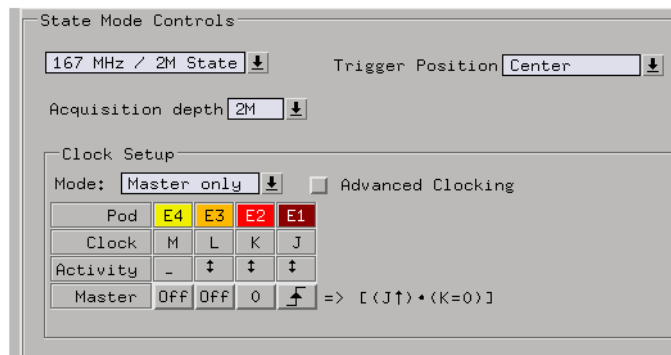 State Mode Controls
167 MHz / 2M State Trigger Position Center
Acquisition depth 2M
Clock Setup
Mode: Master only Advanced Clocking
Pod E4 E3 E2 E1
Clock M L K J
Activity - ↕ ↕ ↕
Master Off Off 0 => [(J↑)•(K=0)]